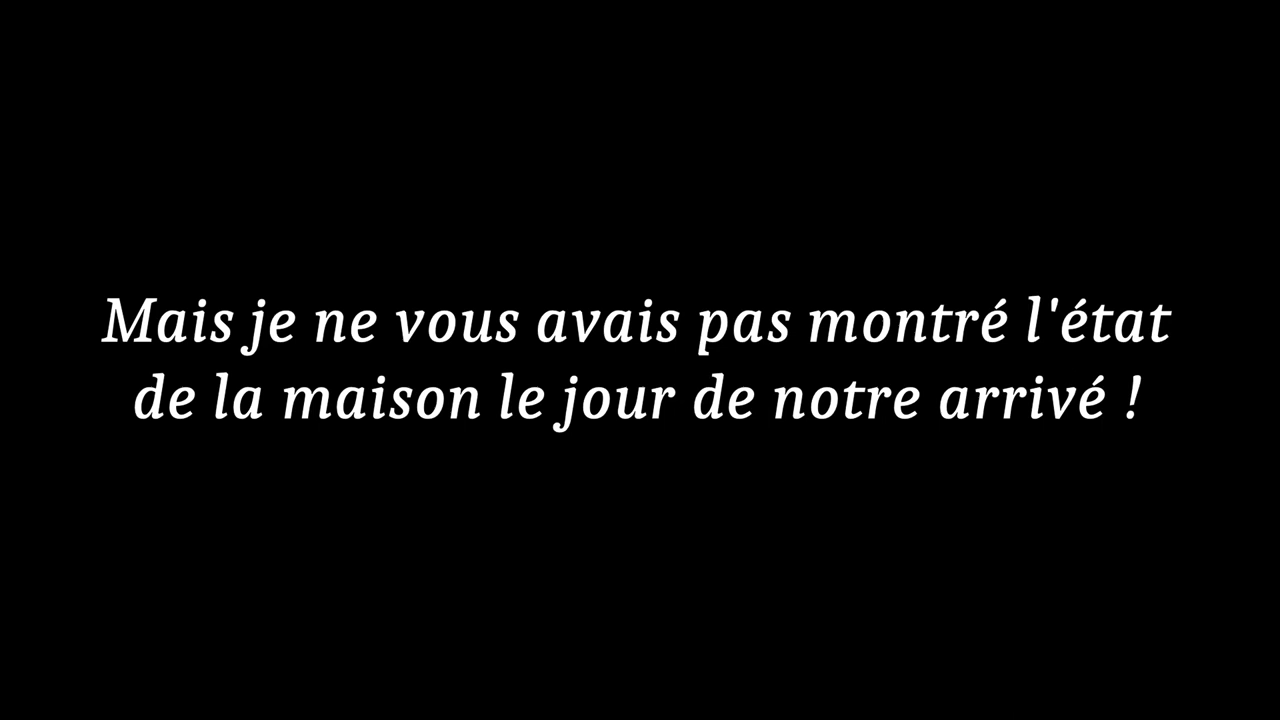 Mais je ne vous avais pas montré l'état
de la maison le jour de notre arrivé !